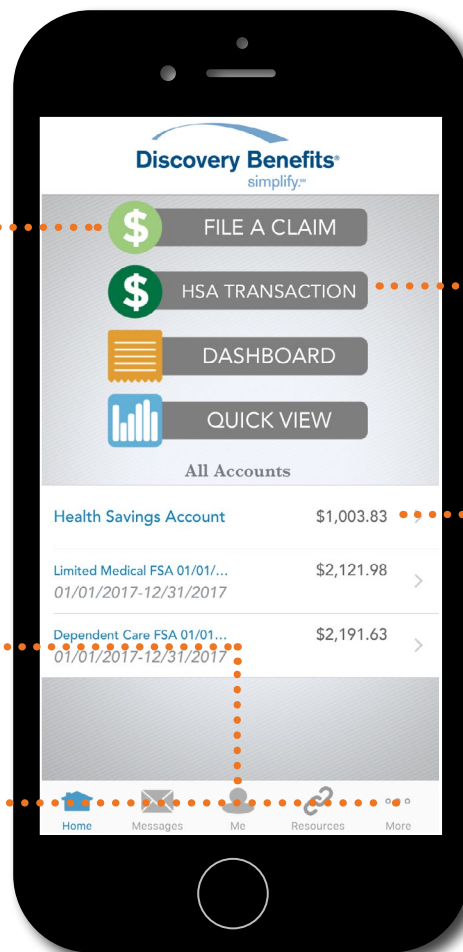 Discovery Benefits®
simplify.™
FILE A CLAIM
HSA TRANSACTION
DASHBOARD
QUICK VIEW
All Accounts
Health Savings Account $1,003.83
Limited Medical FSA 01/01/... $2,121.98
01/01/2017-12/31/2017
Dependent Care FSA 01/01... $2,191.63
01/01/2017-12/31/2017
Home Messages Me Resources More